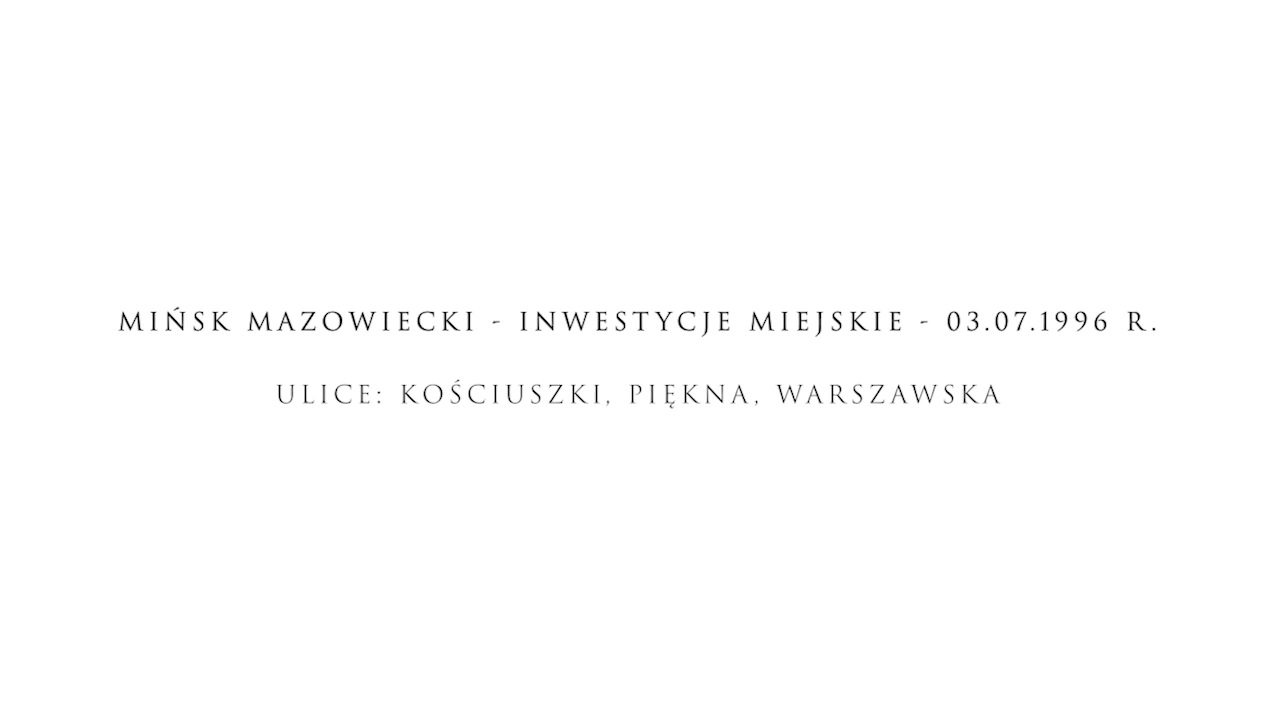 MIŃSK MAZOWIECKI - INWESTYCJE MIEJSKIE - 03.07.1996 R.
ULICE: KOŚCIUSZKI, PIĘKNA, WARSZAWSKA